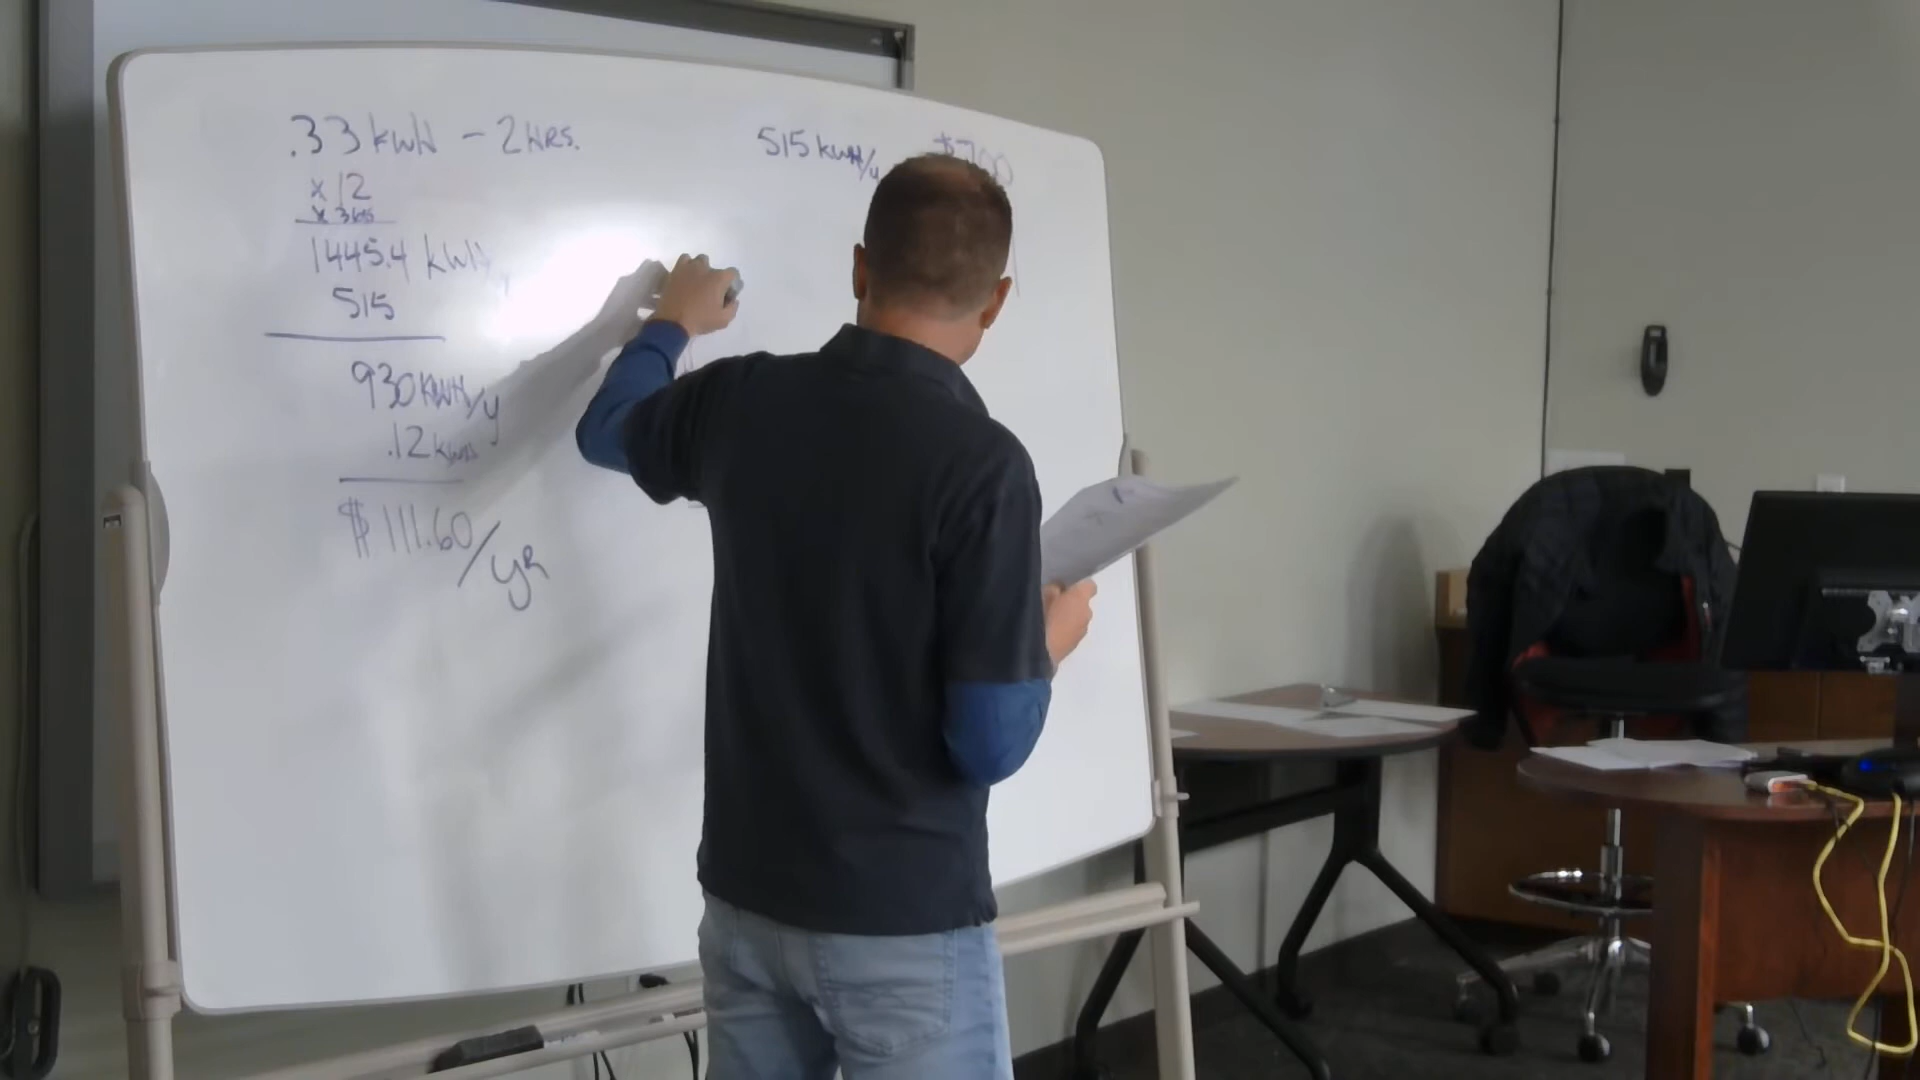 .33 kWH - 2 HRS.
x 12
x 365
1445.4 kWH
515
930 KWH/y
.12 kWH
$ 111.60/yR
515 kWH/y
$700